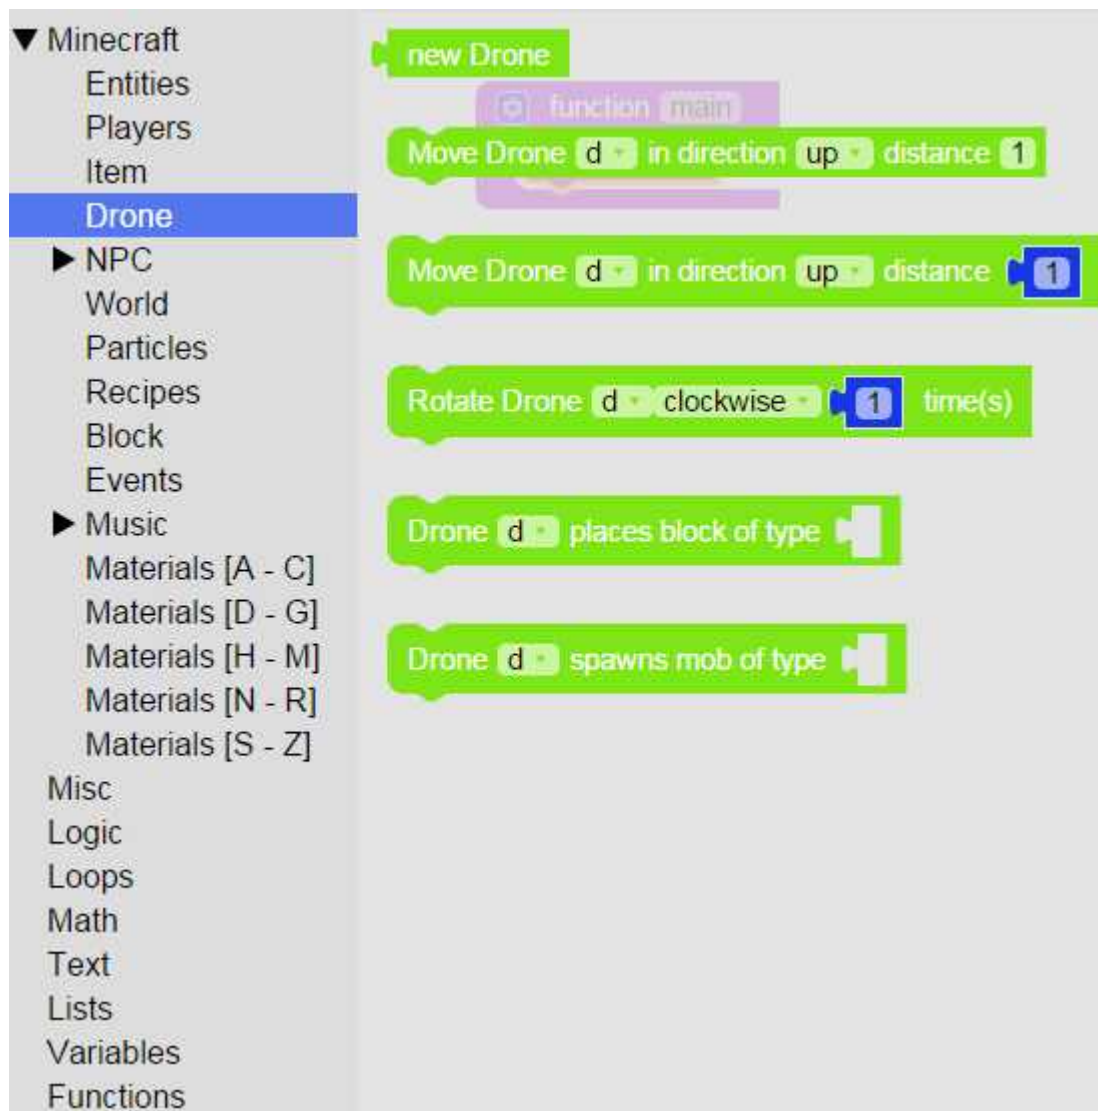 Minecraft
Entities
Players
Item
Drone
NPC
World
Particles
Recipes
Block
Events
Music
Materials [A - C]
Materials [D - G]
Materials [H - M]
Materials [N - R]
Materials [S - Z]
Misc
Logic
Loops
Math
Text
Lists
Variables
Functions
new Drone
function main
Move Drone d in direction up distance 1
Move Drone d in direction up distance 1
Rotate Drone d clockwise 1 time(s)
Drone d places block of type
Drone d spawns mob of type